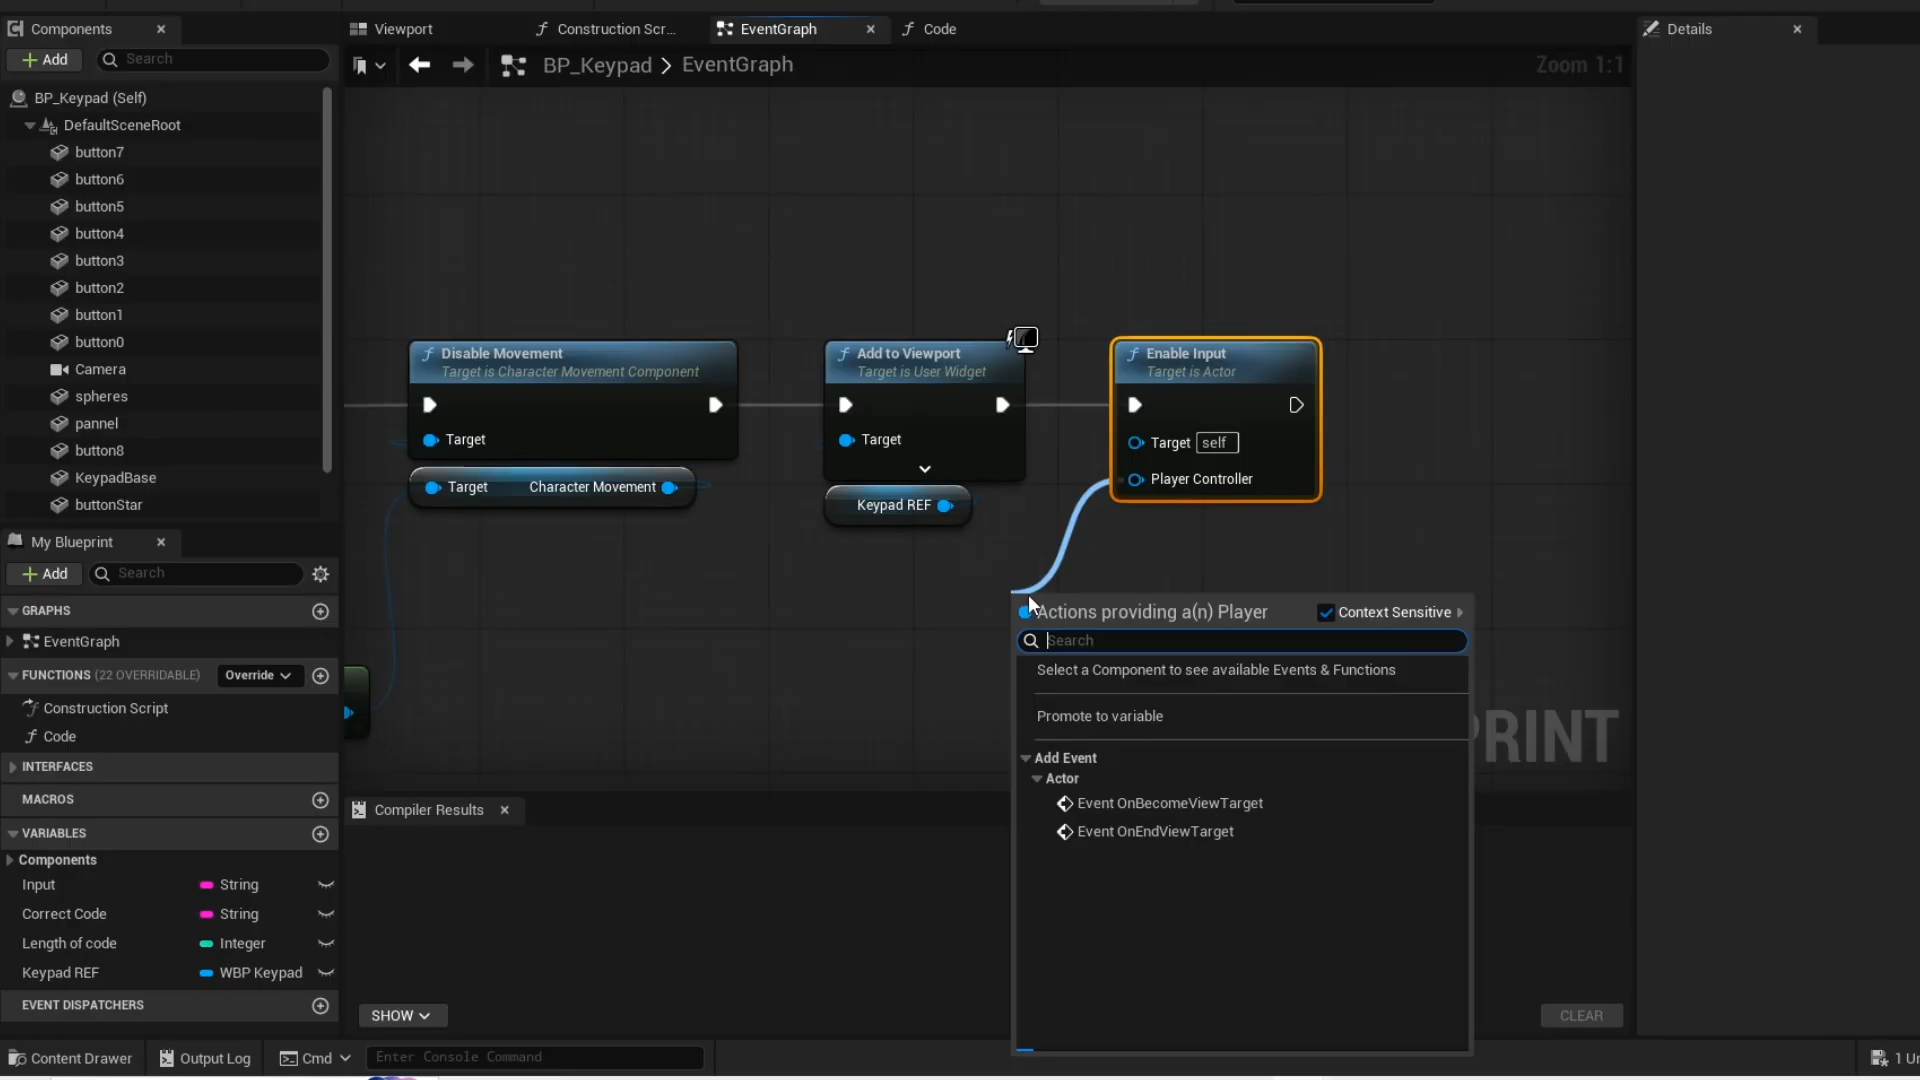 Components
Add
Search
BP_Keypad (Self)
DefaultSceneRoot
button7
button6
button5
button4
button3
button2
button1
button0
Camera
spheres
pannel
button8
KeypadBase
buttonStar
My Blueprint
Add
Search
GRAPHS
EventGraph
FUNCTIONS (22 OVERRIDABLE)
Override
Construction Script
Code
INTERFACES
MACROS
VARIABLES
Components
Input String
Correct Code String
Length of code Integer
Keypad REF WBP Keypad
EVENT DISPATCHERS
Viewport
Construction Scr...
EventGraph
Code
BP_Keypad > EventGraph
Zoom 1:1
Disable Movement
Target is Character Movement Component
Target
Target Character Movement
Add to Viewport
Target is User Widget
Target
Keypad REF
Enable Input
Target is Actor
Target self
Player Controller
Actions providing a(n) Player
Context Sensitive
Search
Select a Component to see available Events & Functions
Promote to variable
Add Event
Actor
Event OnBecomeViewTarget
Event OnEndViewTarget
PRINT
Compiler Results
SHOW
CLEAR
Details
Content Drawer
Output Log
Cmd
Enter Console Command
1 Un